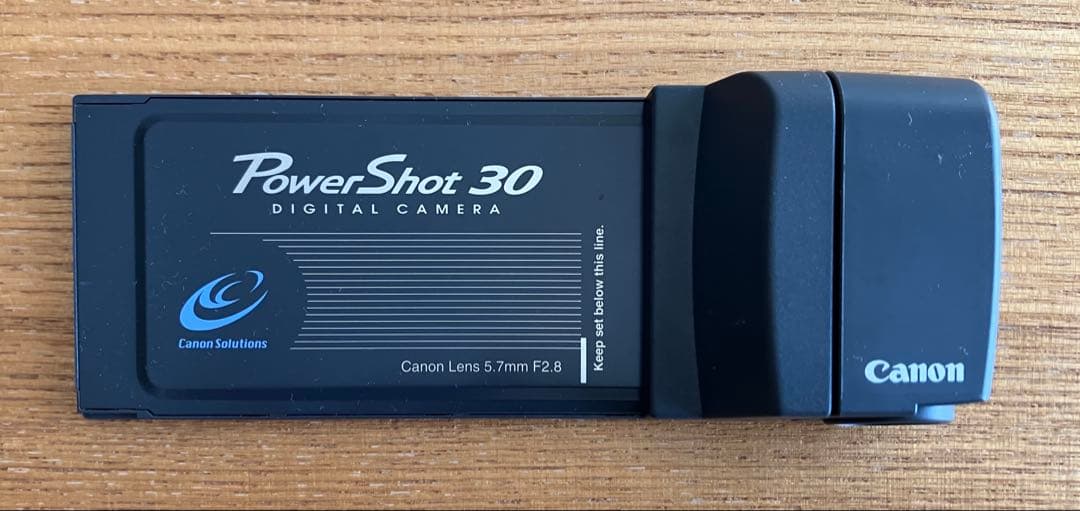 PowerShot 30
DIGITAL CAMERA
Canon Solutions
Canon Lens 5.7mm F2.8
Keep set below this line.
Canon